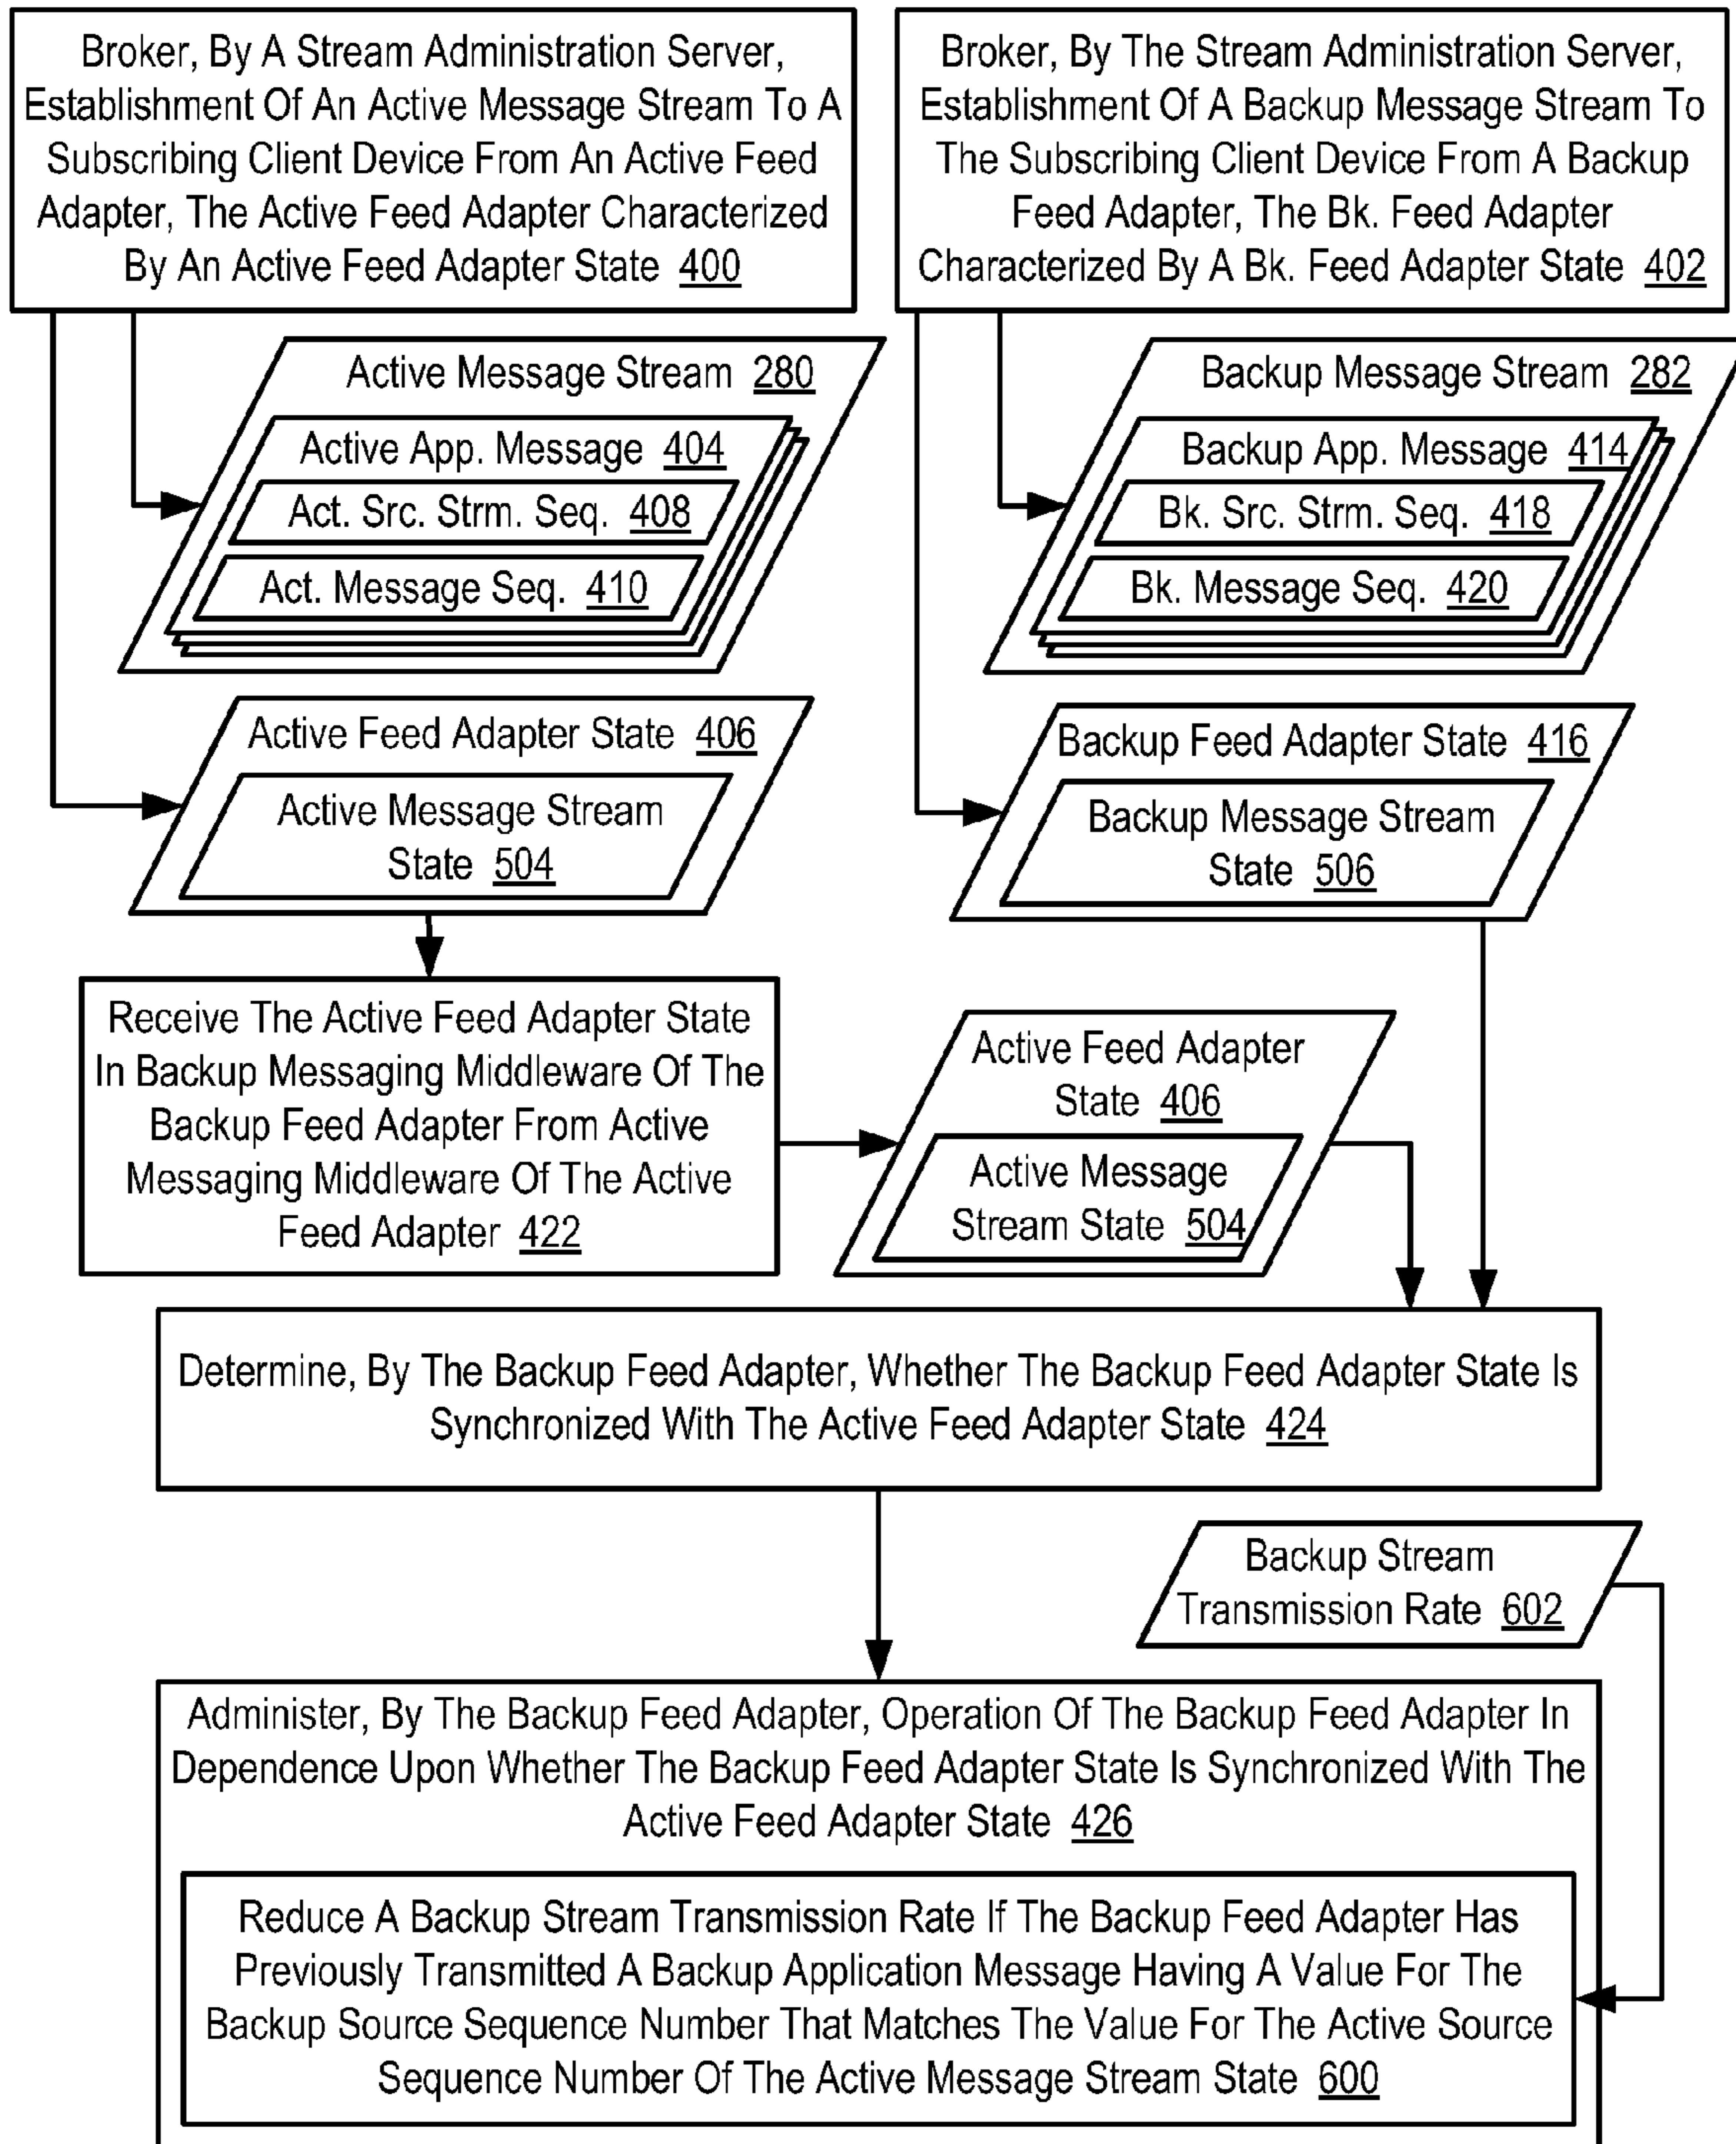 Broker, By A Stream Administration Server,
Establishment Of An Active Message Stream To A
Subscribing Client Device From An Active Feed
Adapter, The Active Feed Adapter Characterized
By An Active Feed Adapter State 400
Broker, By The Stream Administration Server,
Establishment Of A Backup Message Stream To
The Subscribing Client Device From A Backup
Feed Adapter, The Bk. Feed Adapter
Characterized By A Bk. Feed Adapter State 402
Active Message Stream 280
Active App. Message 404
Act. Src. Strm. Seq. 408
Act. Message Seq. 410
Backup Message Stream 282
Backup App. Message 414
Bk. Src. Strm. Seq. 418
Bk. Message Seq. 420
Active Feed Adapter State 406
Active Message Stream
State 504
Backup Feed Adapter State 416
Backup Message Stream
State 506
Receive The Active Feed Adapter State
In Backup Messaging Middleware Of The
Backup Feed Adapter From Active
Messaging Middleware Of The Active
Feed Adapter 422
Active Feed Adapter
State 406
Active Message
Stream State 504
Determine, By The Backup Feed Adapter, Whether The Backup Feed Adapter State Is
Synchronized With The Active Feed Adapter State 424
Backup Stream
Transmission Rate 602
Administer, By The Backup Feed Adapter, Operation Of The Backup Feed Adapter In
Dependence Upon Whether The Backup Feed Adapter State Is Synchronized With The
Active Feed Adapter State 426
Reduce A Backup Stream Transmission Rate If The Backup Feed Adapter Has
Previously Transmitted A Backup Application Message Having A Value For The
Backup Source Sequence Number That Matches The Value For The Active Source
Sequence Number Of The Active Message Stream State 600